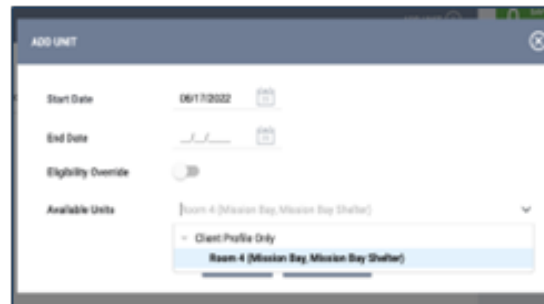 ADD UNIT
Start Date 06/17/2022
End Date __/__/____
Eligibility Override
Available Units Room 4 (Mission Bay, Mission Bay Shelter)
Client Profile Only
Room 4 (Mission Bay, Mission Bay Shelter)